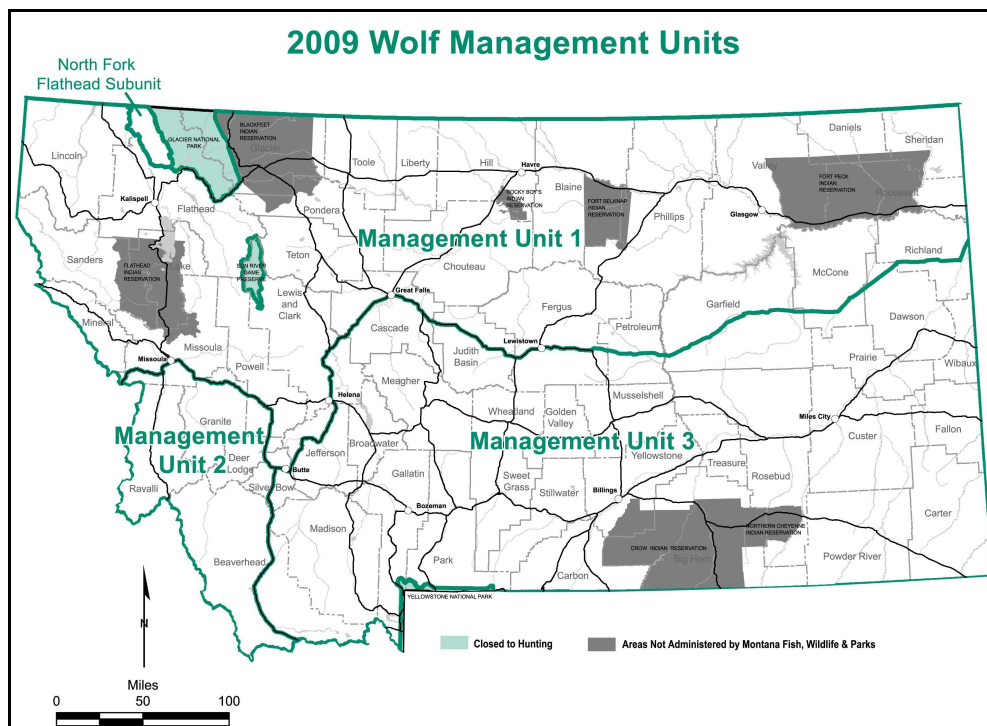 2009 Wolf Management Units
North Fork
Flathead Subunit
GLACIER NATIONAL
PARK
BLACKFEET
INDIAN
RESERVATION
Glacier
Lincoln
Toole
Liberty
Hill
Havre
Blaine
Valley
Daniels
Sheridan
FORT PECK
INDIAN
RESERVATION
Roosevelt
Kalispell
Flathead
Pondera
ROCKY BOY'S
INDIAN
RESERVATION
FORT BELKNAP
INDIAN
RESERVATION
Phillips
Glasgow
Management Unit 1
Sanders
FLATHEAD
INDIAN
RESERVATION
Lake
SUN RIVER
GAME
PRESERVE
Teton
Chouteau
Richland
McCone
Lewis
and
Clark
Great Falls
Fergus
Garfield
Mineral
Cascade
Petroleum
Dawson
Missoula
Missoula
Powell
Judith
Basin
Lewistown
Prairie
Wibaux
Meagher
Helena
Musselshell
Granite
Wheatland
Golden
Valley
Miles City
Management
Unit 2
Broadwater
Jefferson
Management Unit 3
Custer
Fallon
Deer
Lodge
Butte
Yellowstone
Treasure
Rosebud
Ravalli
Silver Bow
Gallatin
Sweet
Grass
Stillwater
Billings
Bozeman
Madison
Carter
NORTHERN CHEYENNE
INDIAN RESERVATION
CROW INDIAN RESERVATION
Big Horn
Powder River
Beaverhead
Park
Carbon
YELLOWSTONE NATIONAL PARK
N
Closed to Hunting
Areas Not Administered by Montana Fish, Wildlife & Parks
Miles
0 50 100